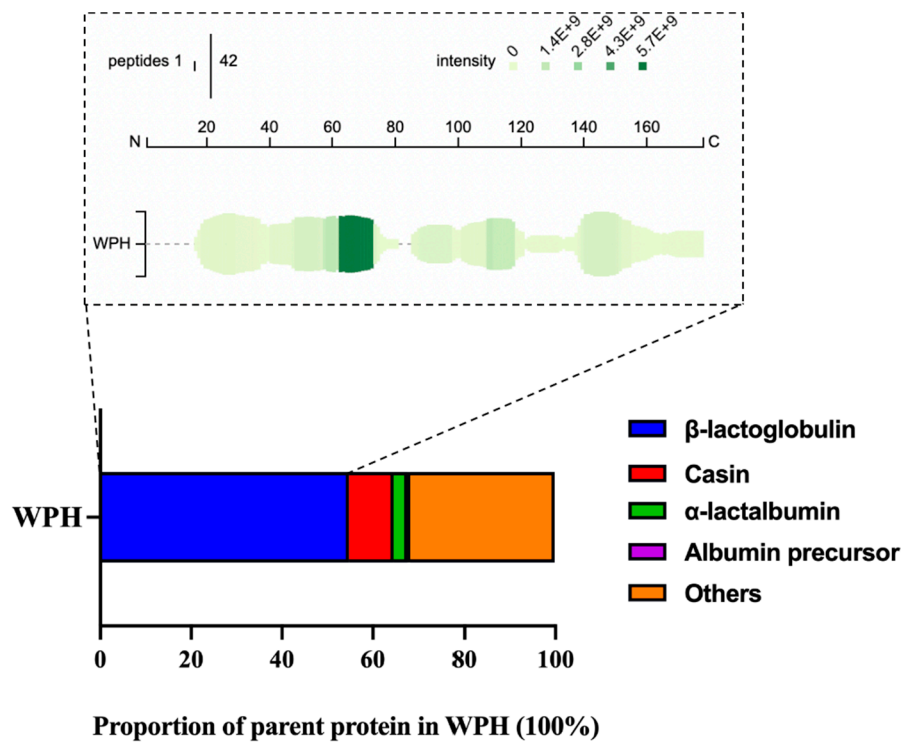 peptides 1 42
intensity 0 1.4E+9 2.8E+9 4.3E+9 5.7E+9
N 20 40 60 80 100 120 140 160 C
WPH
β-lactoglobulin
Casin
α-lactalbumin
Albumin precursor
Others
WPH
0 20 40 60 80 100
Proportion of parent protein in WPH (100%)